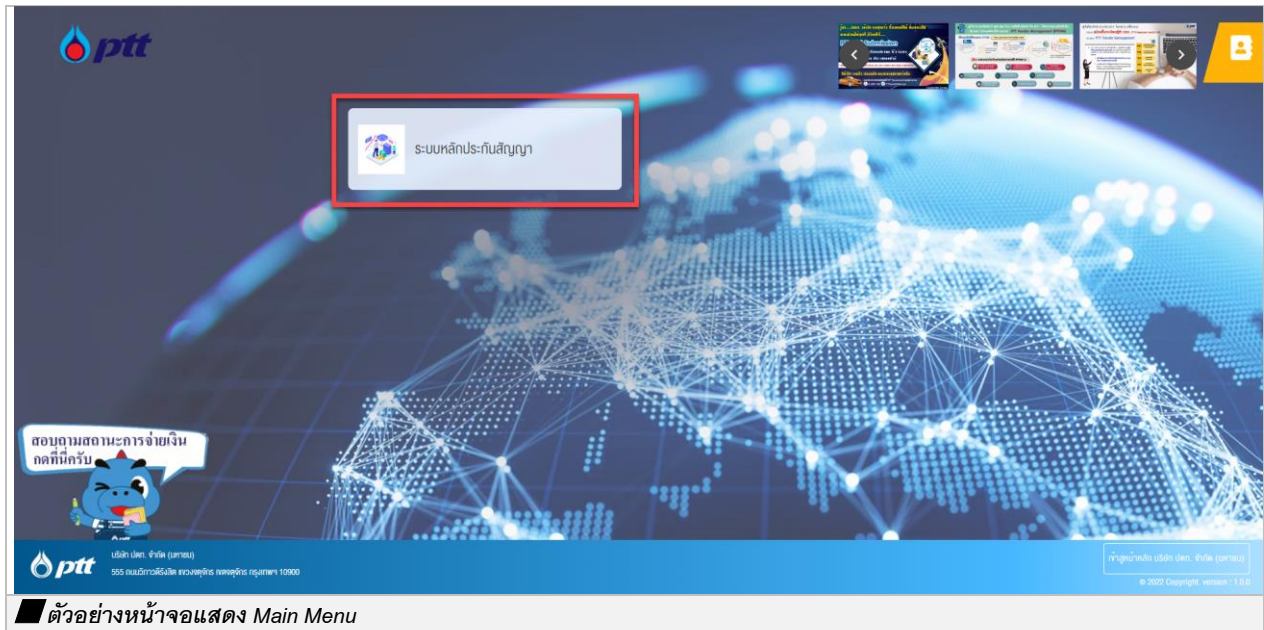 ptt
ระบบหลักประกันสัญญา
สอบถามสถานะการจ่ายเงิน
กดที่นี่ครับ
ptt
บริษัท ปตท. จำกัด (มหาชน)
555 ถนนวิภาวดีรังสิต แขวงจตุจักร เขตจตุจักร กรุงเทพฯ 10900
เข้าสู่หน้าหลัก บริษัท ปตท. จำกัด (มหาชน)
© 2022 Copyright. version : 1.0.0
ตัวอย่างหน้าจอแสดง Main Menu